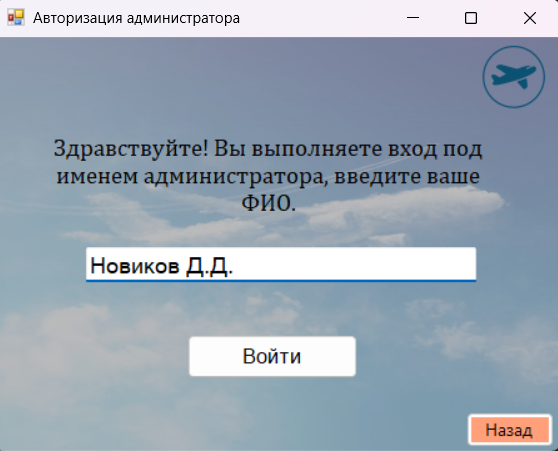 Авторизация администратора
Здравствуйте! Вы выполняете вход под
именем администратора, введите ваше
ФИО.
Новиков Д.Д.
Войти
Назад